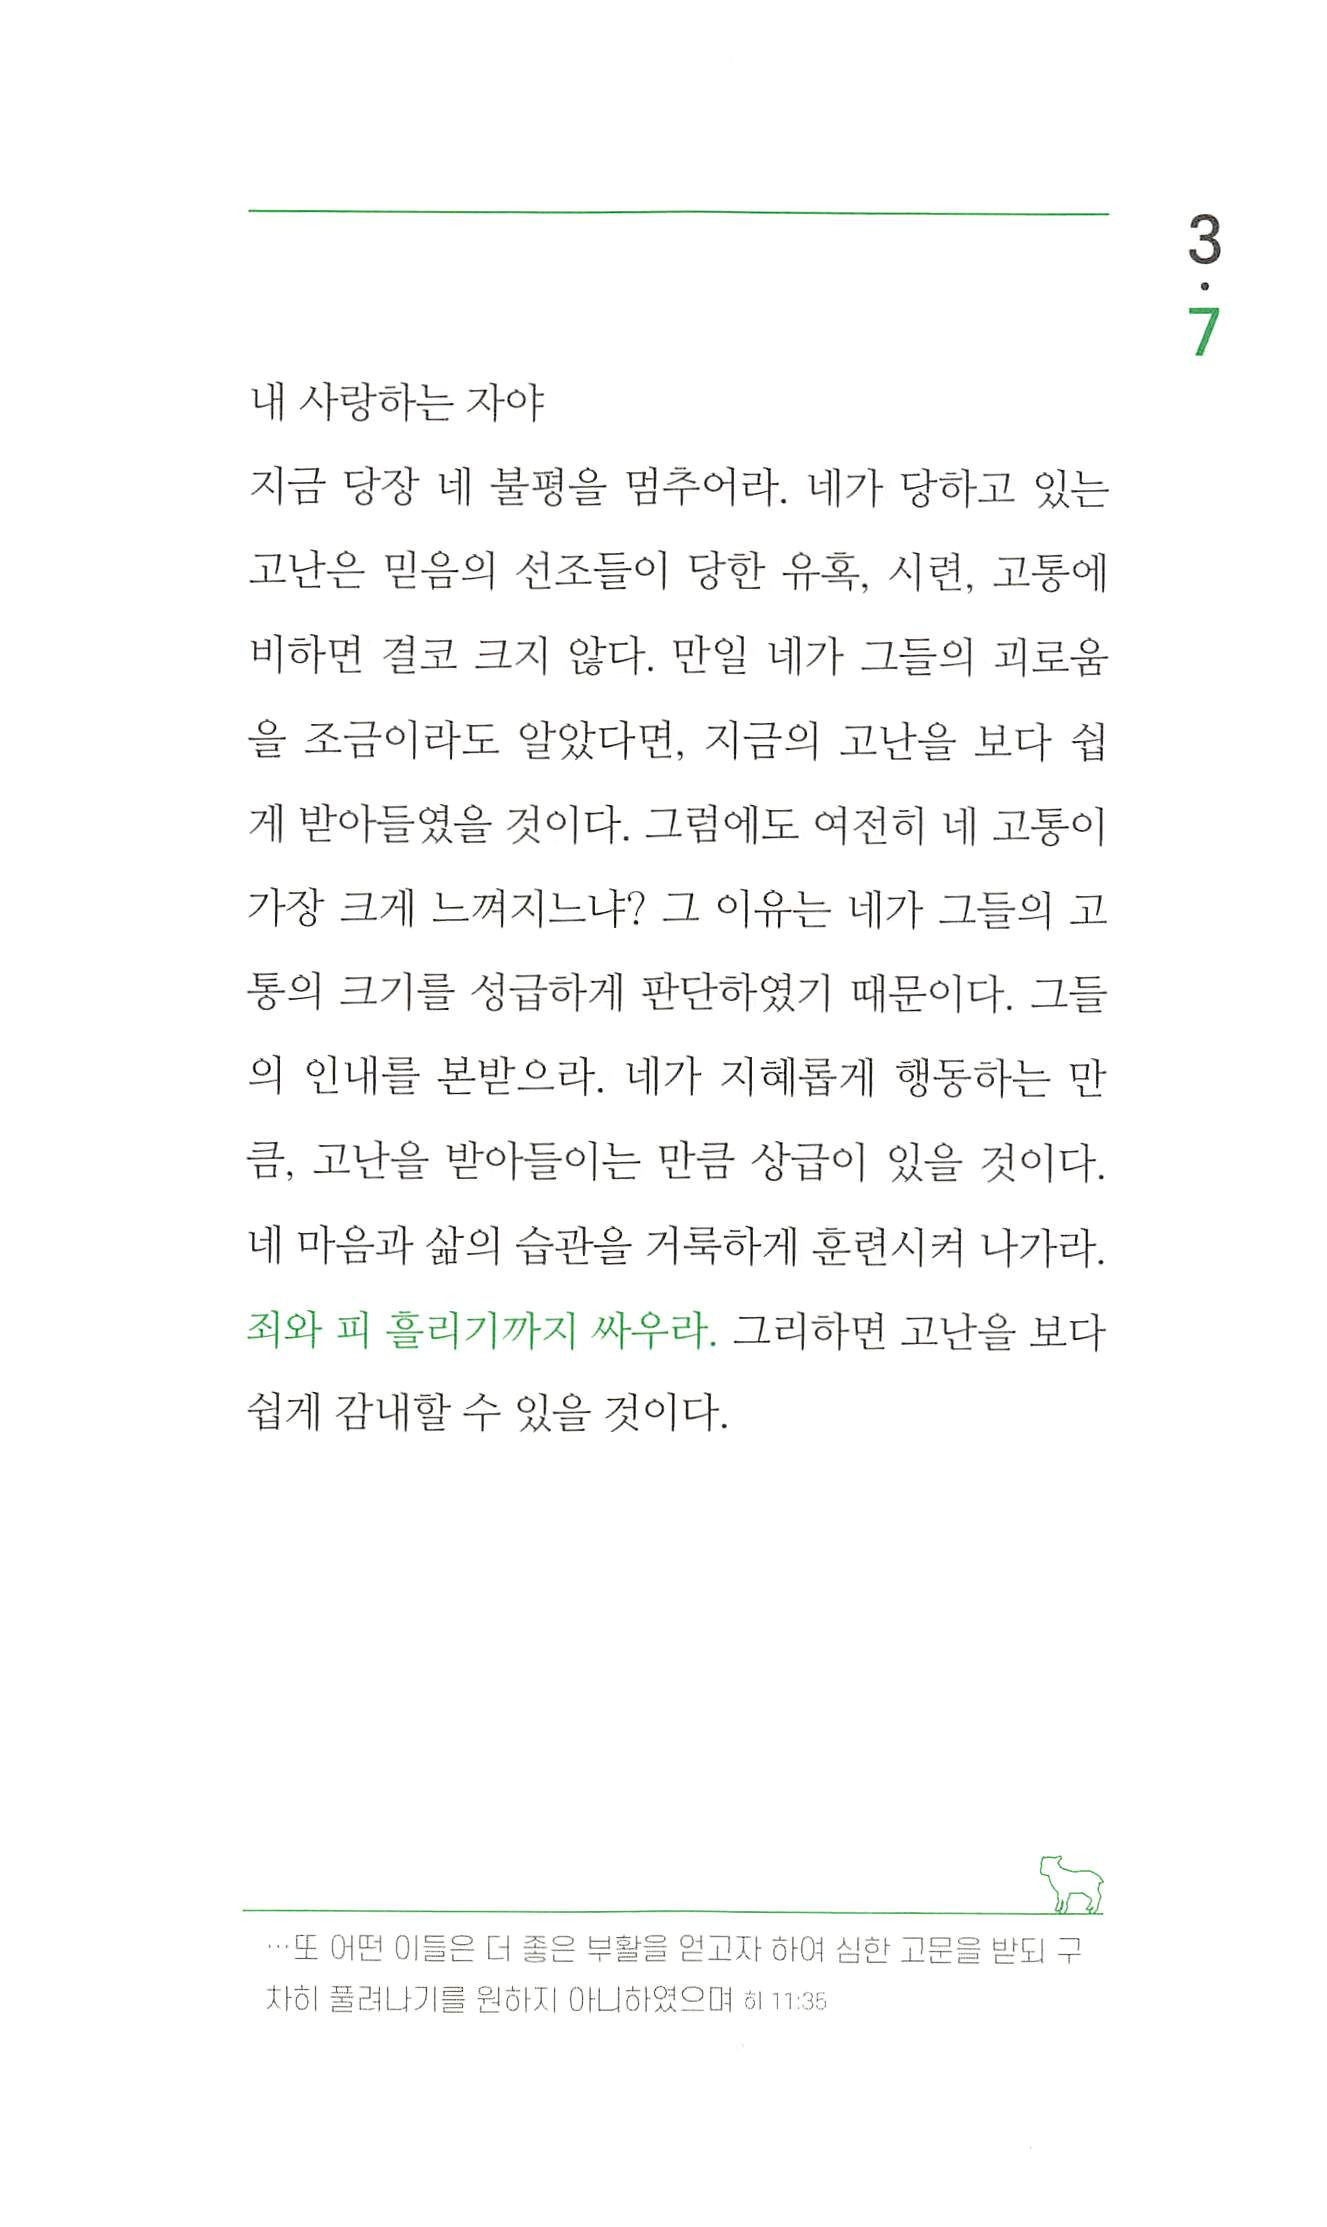 3
·
7
내 사랑하는 자야
지금 당장 네 불평을 멈추어라. 네가 당하고 있는
고난은 믿음의 선조들이 당한 유혹, 시련, 고통에
비하면 결코 크지 않다. 만일 네가 그들의 괴로움
을 조금이라도 알았다면, 지금의 고난을 보다 쉽
게 받아들였을 것이다. 그럼에도 여전히 네 고통이
가장 크게 느껴지느냐? 그 이유는 네가 그들의 고
통의 크기를 성급하게 판단하였기 때문이다. 그들
의 인내를 본받으라. 네가 지혜롭게 행동하는 만
큼, 고난을 받아들이는 만큼 상급이 있을 것이다.
네 마음과 삶의 습관을 거룩하게 훈련시켜 나가라.
죄와 피 흘리기까지 싸우라. 그리하면 고난을 보다
쉽게 감내할 수 있을 것이다.
…또 어떤 이들은 더 좋은 부활을 얻고자 하여 심한 고문을 받되 구
차히 풀려나기를 원하지 아니하였으며 히 11:35